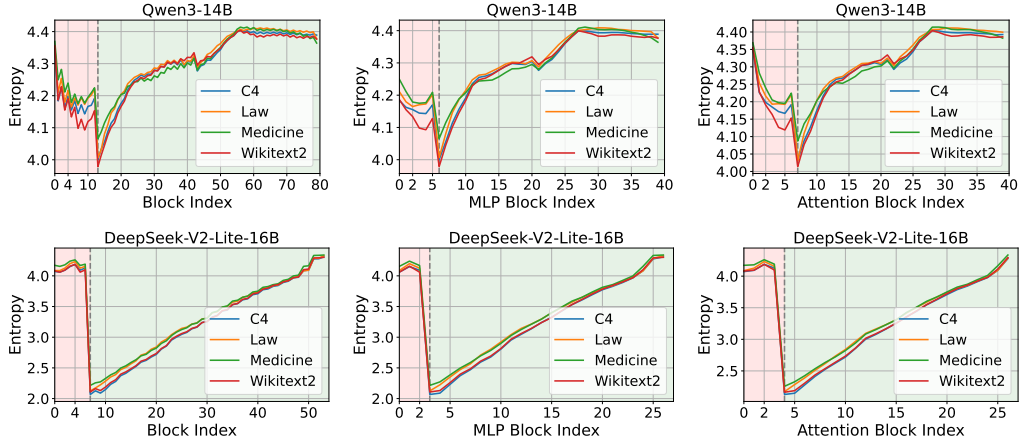 Qwen3-14B
Entropy
4.4
4.3
4.2
4.1
4.0
C4
Law
Medicine
Wikitext2
0 4 10 20 30 40 50 60 70 80
Block Index
Qwen3-14B
Entropy
4.4
4.3
4.2
4.1
4.0
C4
Law
Medicine
Wikitext2
0 2 5 10 15 20 25 30 35 40
MLP Block Index
Qwen3-14B
Entropy
4.40
4.35
4.30
4.25
4.20
4.15
4.10
4.05
4.00
C4
Law
Medicine
Wikitext2
0 2 5 10 15 20 25 30 35 40
Attention Block Index
DeepSeek-V2-Lite-16B
Entropy
4.0
3.5
3.0
2.5
2.0
C4
Law
Medicine
Wikitext2
0 4 10 20 30 40 50
Block Index
DeepSeek-V2-Lite-16B
Entropy
4.0
3.5
3.0
2.5
2.0
C4
Law
Medicine
Wikitext2
0 2 5 10 15 20 25
MLP Block Index
DeepSeek-V2-Lite-16B
Entropy
4.0
3.5
3.0
2.5
C4
Law
Medicine
Wikitext2
0 2 5 10 15 20 25
Attention Block Index